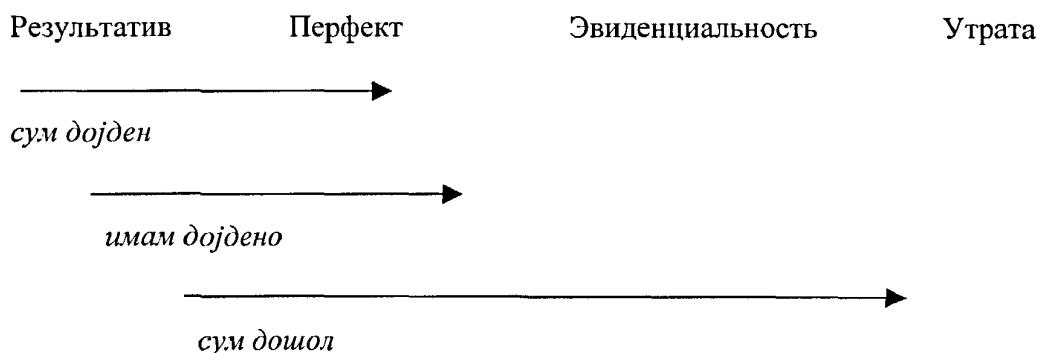 Результатив Перфект Эвиденциальность Утрата
сум дојден
имам дојдено
сум дошол